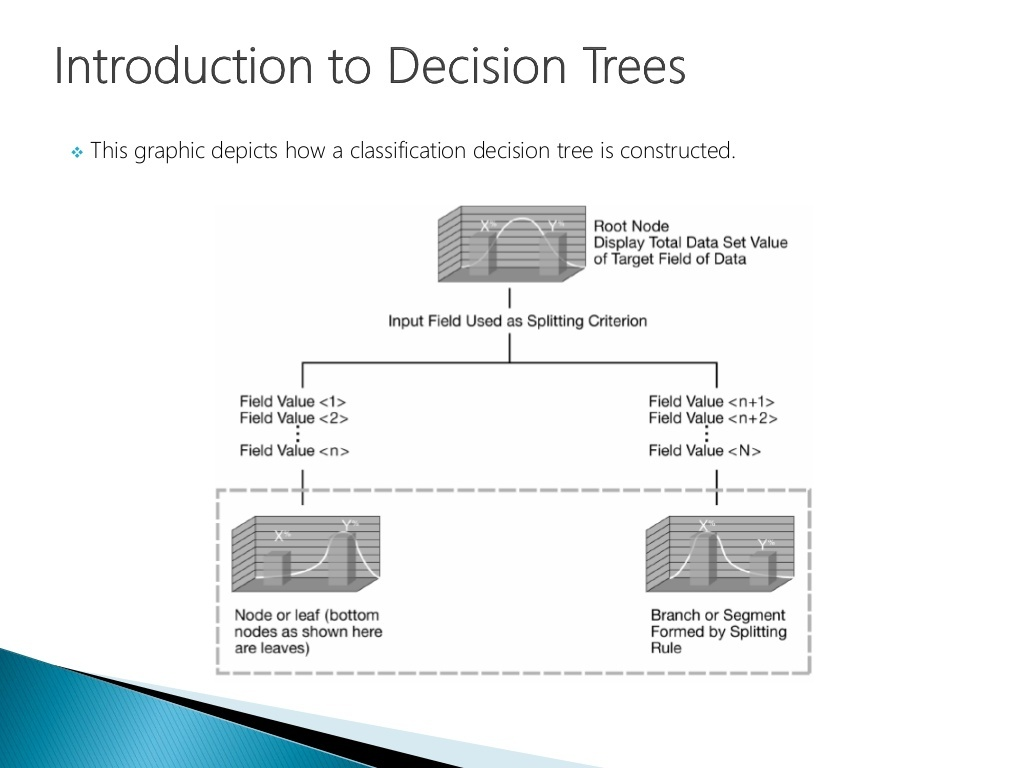 Introduction to Decision Trees
This graphic depicts how a classification decision tree is constructed.
X%
Y%
Root Node
Display Total Data Set Value
of Target Field of Data
Input Field Used as Splitting Criterion
Field Value <1>
Field Value <2>
Field Value <n>
Field Value <n+1>
Field Value <n+2>
Field Value <N>
X%
Y%
Node or leaf (bottom
nodes as shown here
are leaves)
X%
Y%
Branch or Segment
Formed by Splitting
Rule